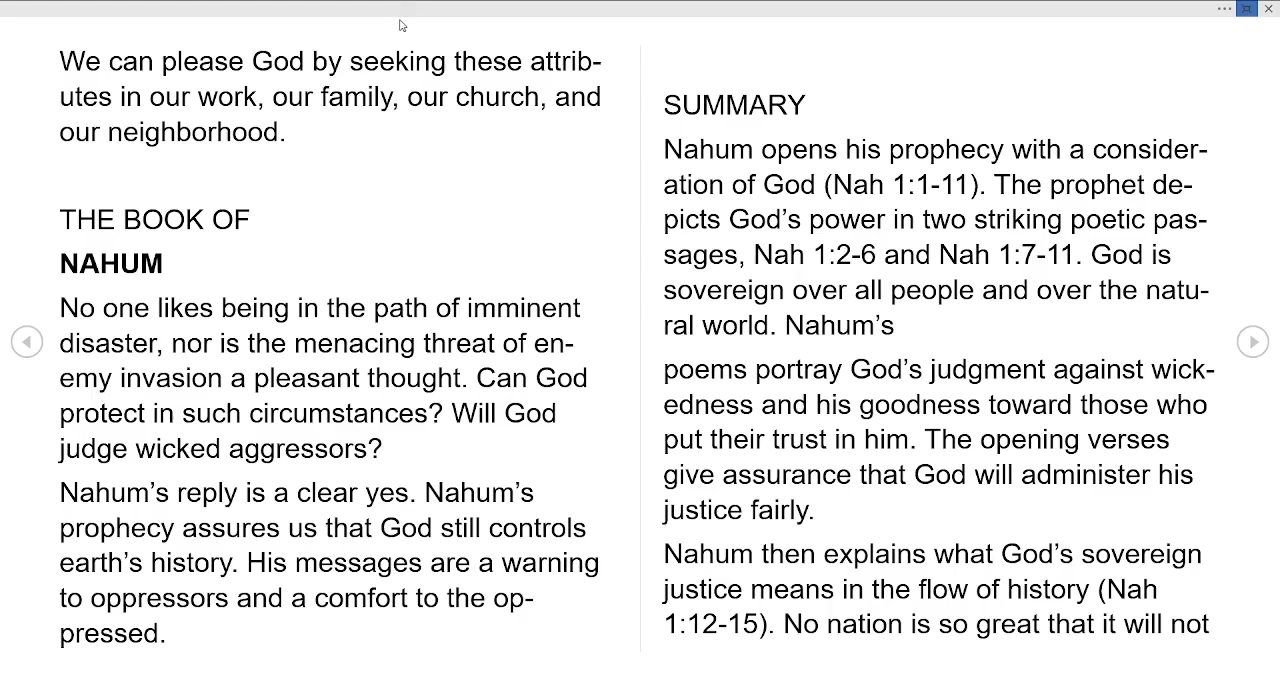 We can please God by seeking these attrib-
utes in our work, our family, our church, and
our neighborhood.
THE BOOK OF
NAHUM
No one likes being in the path of imminent
disaster, nor is the menacing threat of en-
emy invasion a pleasant thought. Can God
protect in such circumstances? Will God
judge wicked aggressors?
Nahum’s reply is a clear yes. Nahum’s
prophecy assures us that God still controls
earth’s history. His messages are a warning
to oppressors and a comfort to the op-
pressed.
SUMMARY
Nahum opens his prophecy with a consider-
ation of God (Nah 1:1-11). The prophet de-
picts God’s power in two striking poetic pas-
sages, Nah 1:2-6 and Nah 1:7-11. God is
sovereign over all people and over the natu-
ral world. Nahum’s
poems portray God’s judgment against wick-
edness and his goodness toward those who
put their trust in him. The opening verses
give assurance that God will administer his
justice fairly.
Nahum then explains what God’s sovereign
justice means in the flow of history (Nah
1:12-15). No nation is so great that it will not